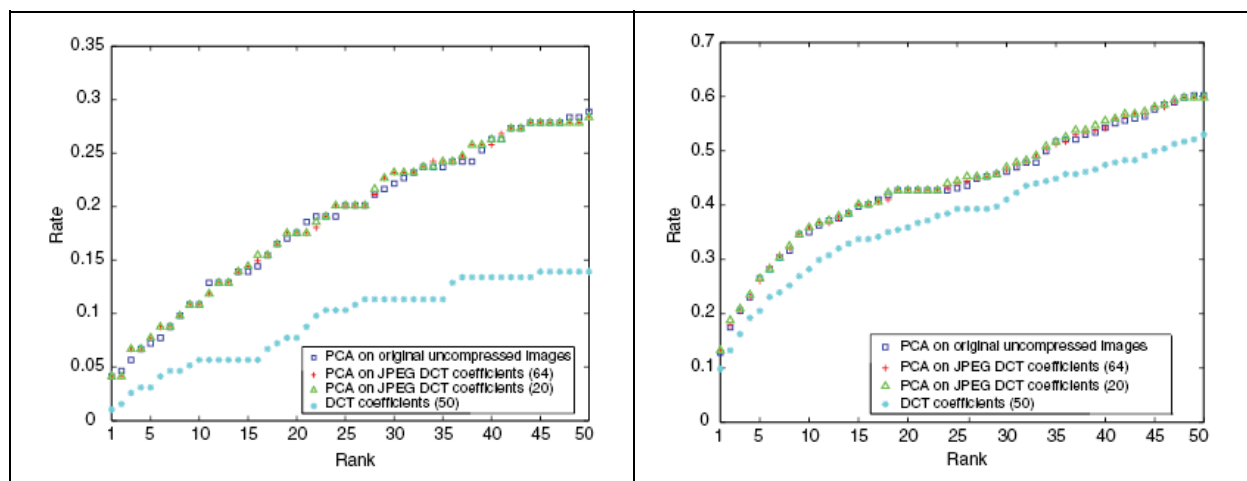 0.35
0.3
0.25
0.2
0.15
0.1
0.05
0
Rate
1 5 10 15 20 25 30 35 40 45 50
Rank
PCA on original uncompressed images
PCA on JPEG DCT coefficients (64)
PCA on JPEG DCT coefficients (20)
DCT coefficients (50)
0.7
0.6
0.5
0.4
0.3
0.2
0.1
0
Rate
1 5 10 15 20 25 30 35 40 45 50
Rank
PCA on original uncompressed images
PCA on JPEG DCT coefficients (64)
PCA on JPEG DCT coefficients (20)
DCT coefficients (50)